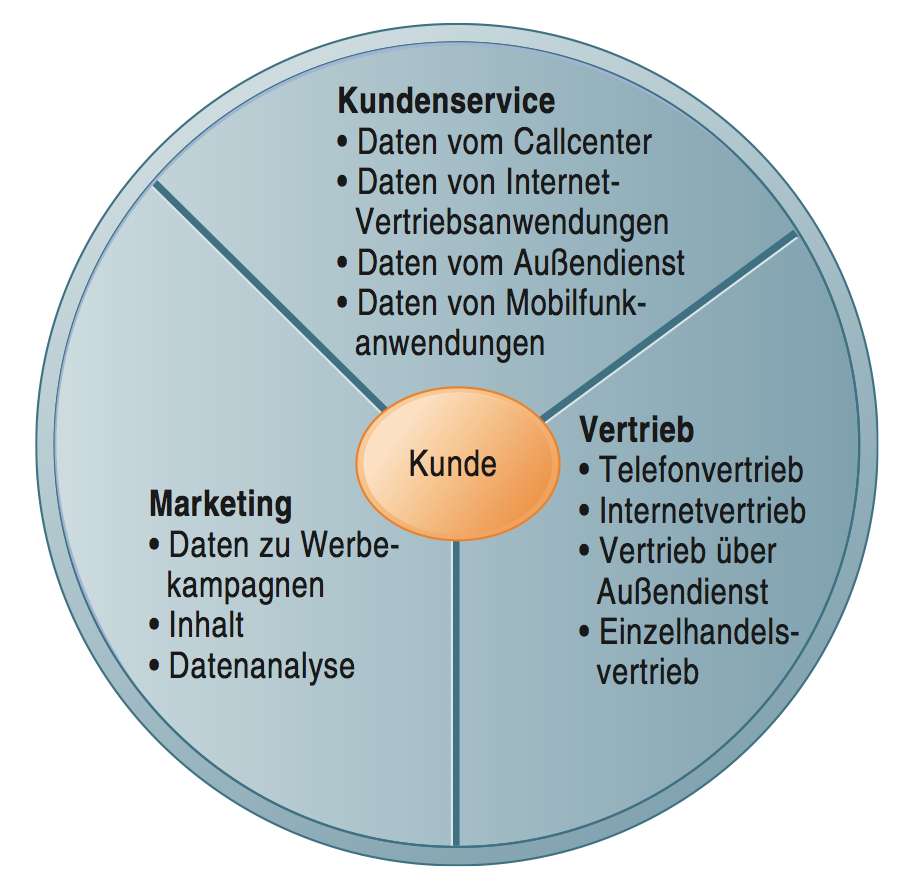 Kundenservice
• Daten vom Callcenter
• Daten von Internet-
Vertriebsanwendungen
• Daten vom Außendienst
• Daten von Mobilfunk-
anwendungen
Kunde
Vertrieb
• Telefonvertrieb
• Internetvertrieb
• Vertrieb über
Außendienst
• Einzelhandels-
vertrieb
Marketing
• Daten zu Werbe-
kampagnen
• Inhalt
• Datenanalyse